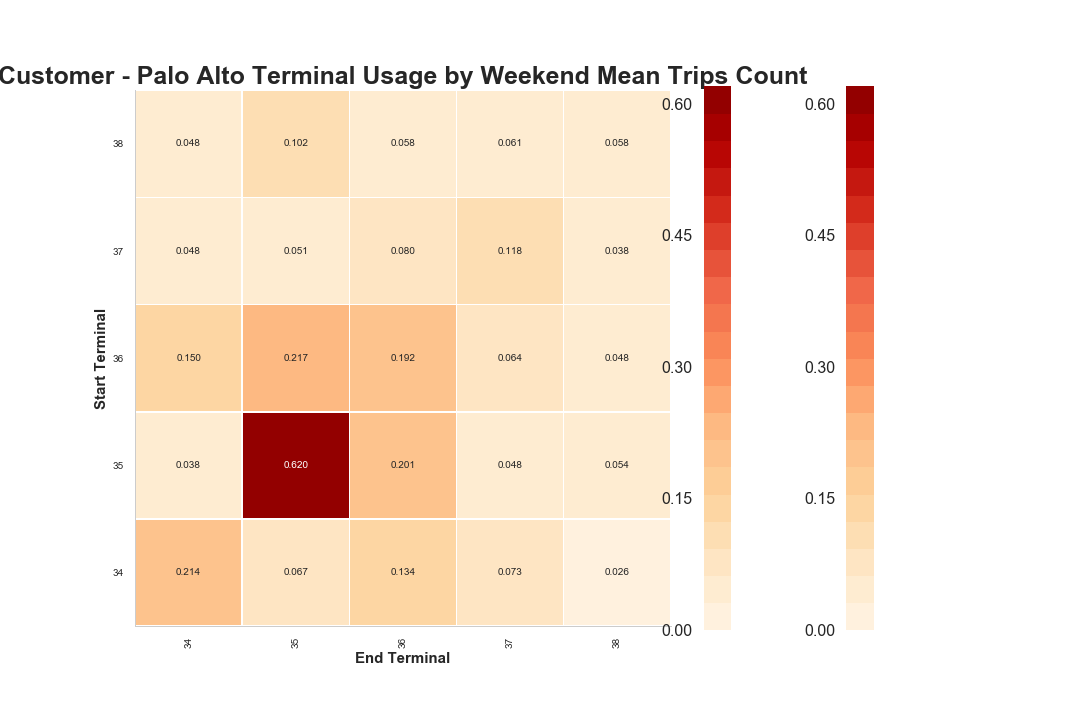 Customer - Palo Alto Terminal Usage by Weekend Mean Trips Count
Start Terminal
38 0.048 0.102 0.058 0.061 0.058
37 0.048 0.051 0.080 0.118 0.038
36 0.150 0.217 0.192 0.064 0.048
35 0.038 0.620 0.201 0.048 0.054
34 0.214 0.067 0.134 0.073 0.026
34 35 36 37 38
End Terminal
0.60
0.45
0.30
0.15
0.00
0.60
0.45
0.30
0.15
0.00